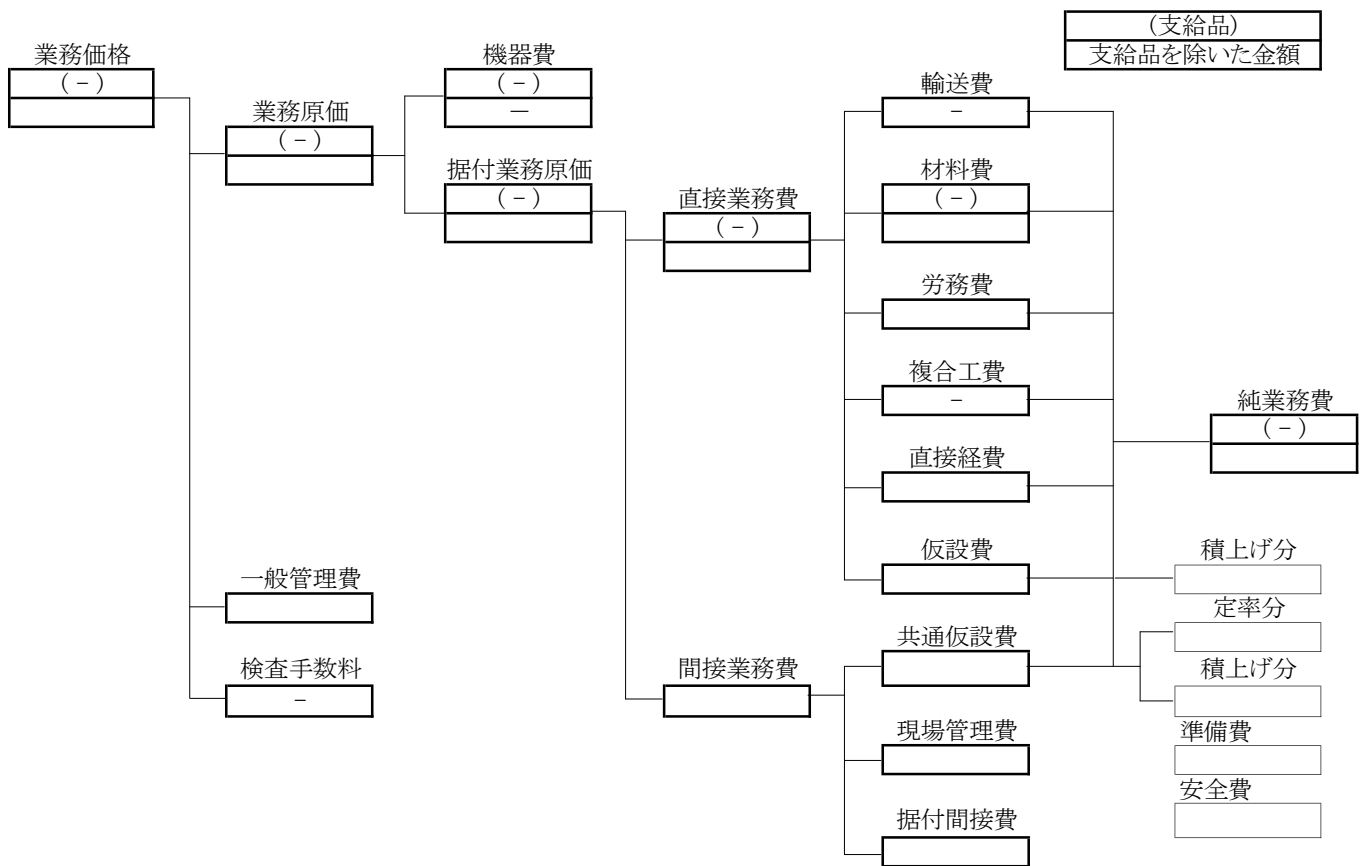 (支給品)
支給品を除いた金額
業務価格
(－)
業務原価
(－)
機器費
(－)
－
据付業務原価
(－)
直接業務費
(－)
輸送費
－
材料費
(－)
労務費
複合工費
－
直接経費
仮設費
純業務費
(－)
積上げ分
一般管理費
検査手数料
－
間接業務費
共通仮設費
定率分
積上げ分
現場管理費
準備費
据付間接費
安全費